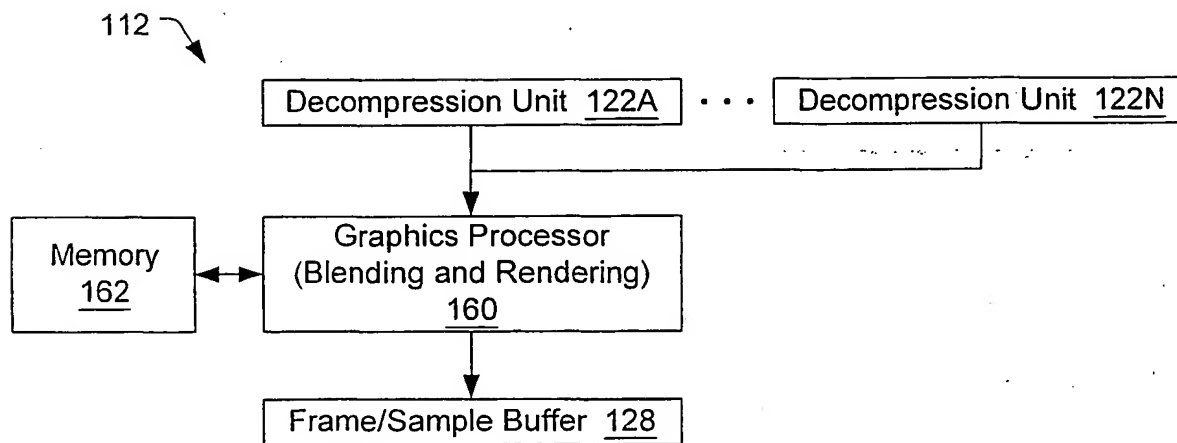 112
Decompression Unit 122A
Decompression Unit 122N
Memory
162
Graphics Processor
(Blending and Rendering)
160
Frame/Sample Buffer 128